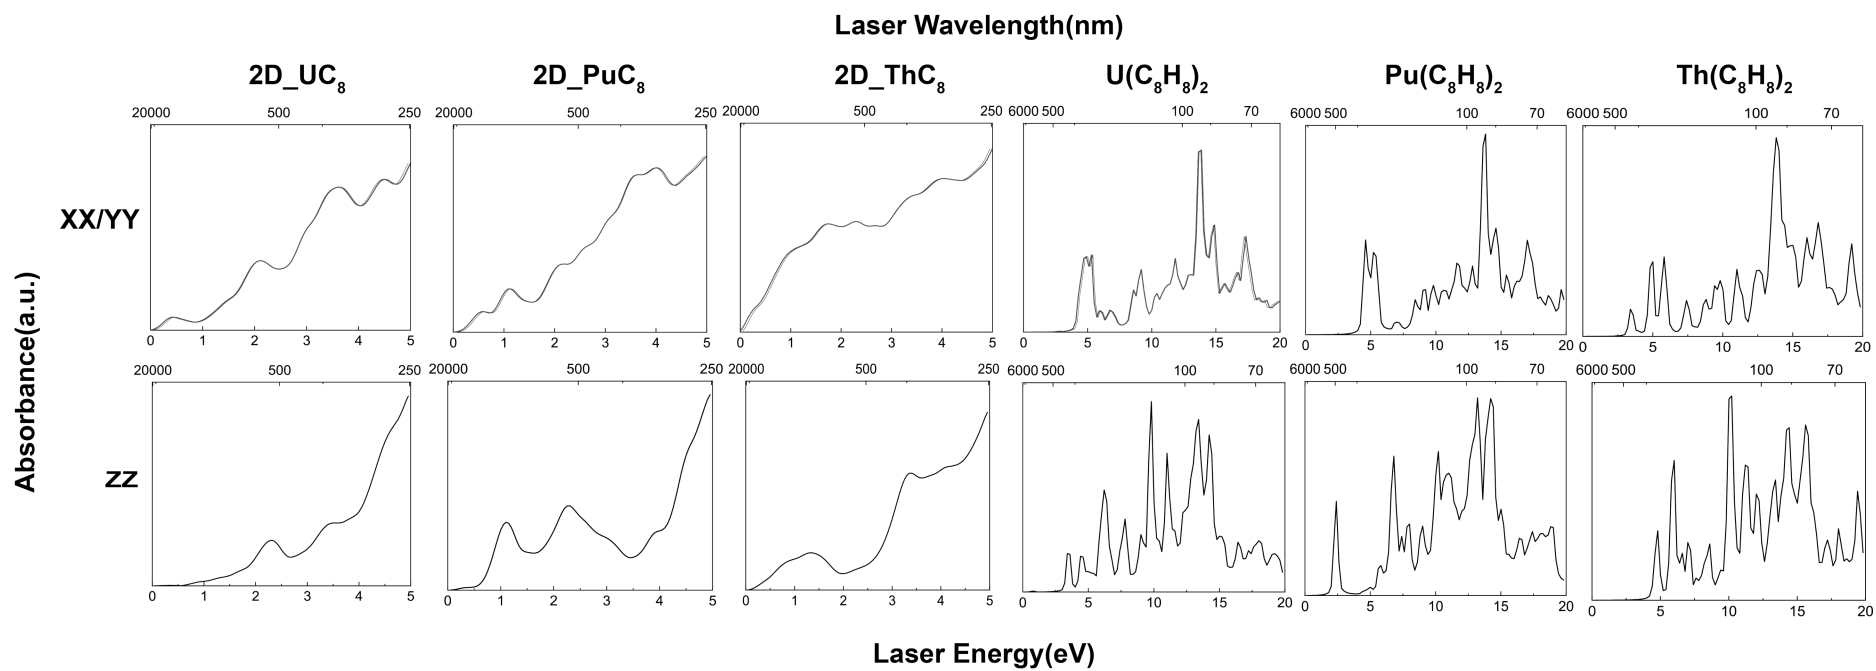 Laser Wavelength(nm)
2D_UC8 2D_PuC8 2D_ThC8 U(C8H8)2 Pu(C8H8)2 Th(C8H8)2
20000 500 250 20000 500 250 20000 500 250 6000 500 100 70 6000 500 100 70 6000 500 100 70
XX/YY
0 1 2 3 4 5 0 1 2 3 4 5 0 1 2 3 4 5 0 5 10 15 20 0 5 10 15 20 0 5 10 15 20
20000 500 250 20000 500 250 20000 500 250 6000 500 100 70 6000 500 100 70 6000 500 100 70
ZZ
0 1 2 3 4 5 0 1 2 3 4 5 0 1 2 3 4 5 0 5 10 15 20 0 5 10 15 20 0 5 10 15 20
Absorbance(a.u.)
Laser Energy(eV)